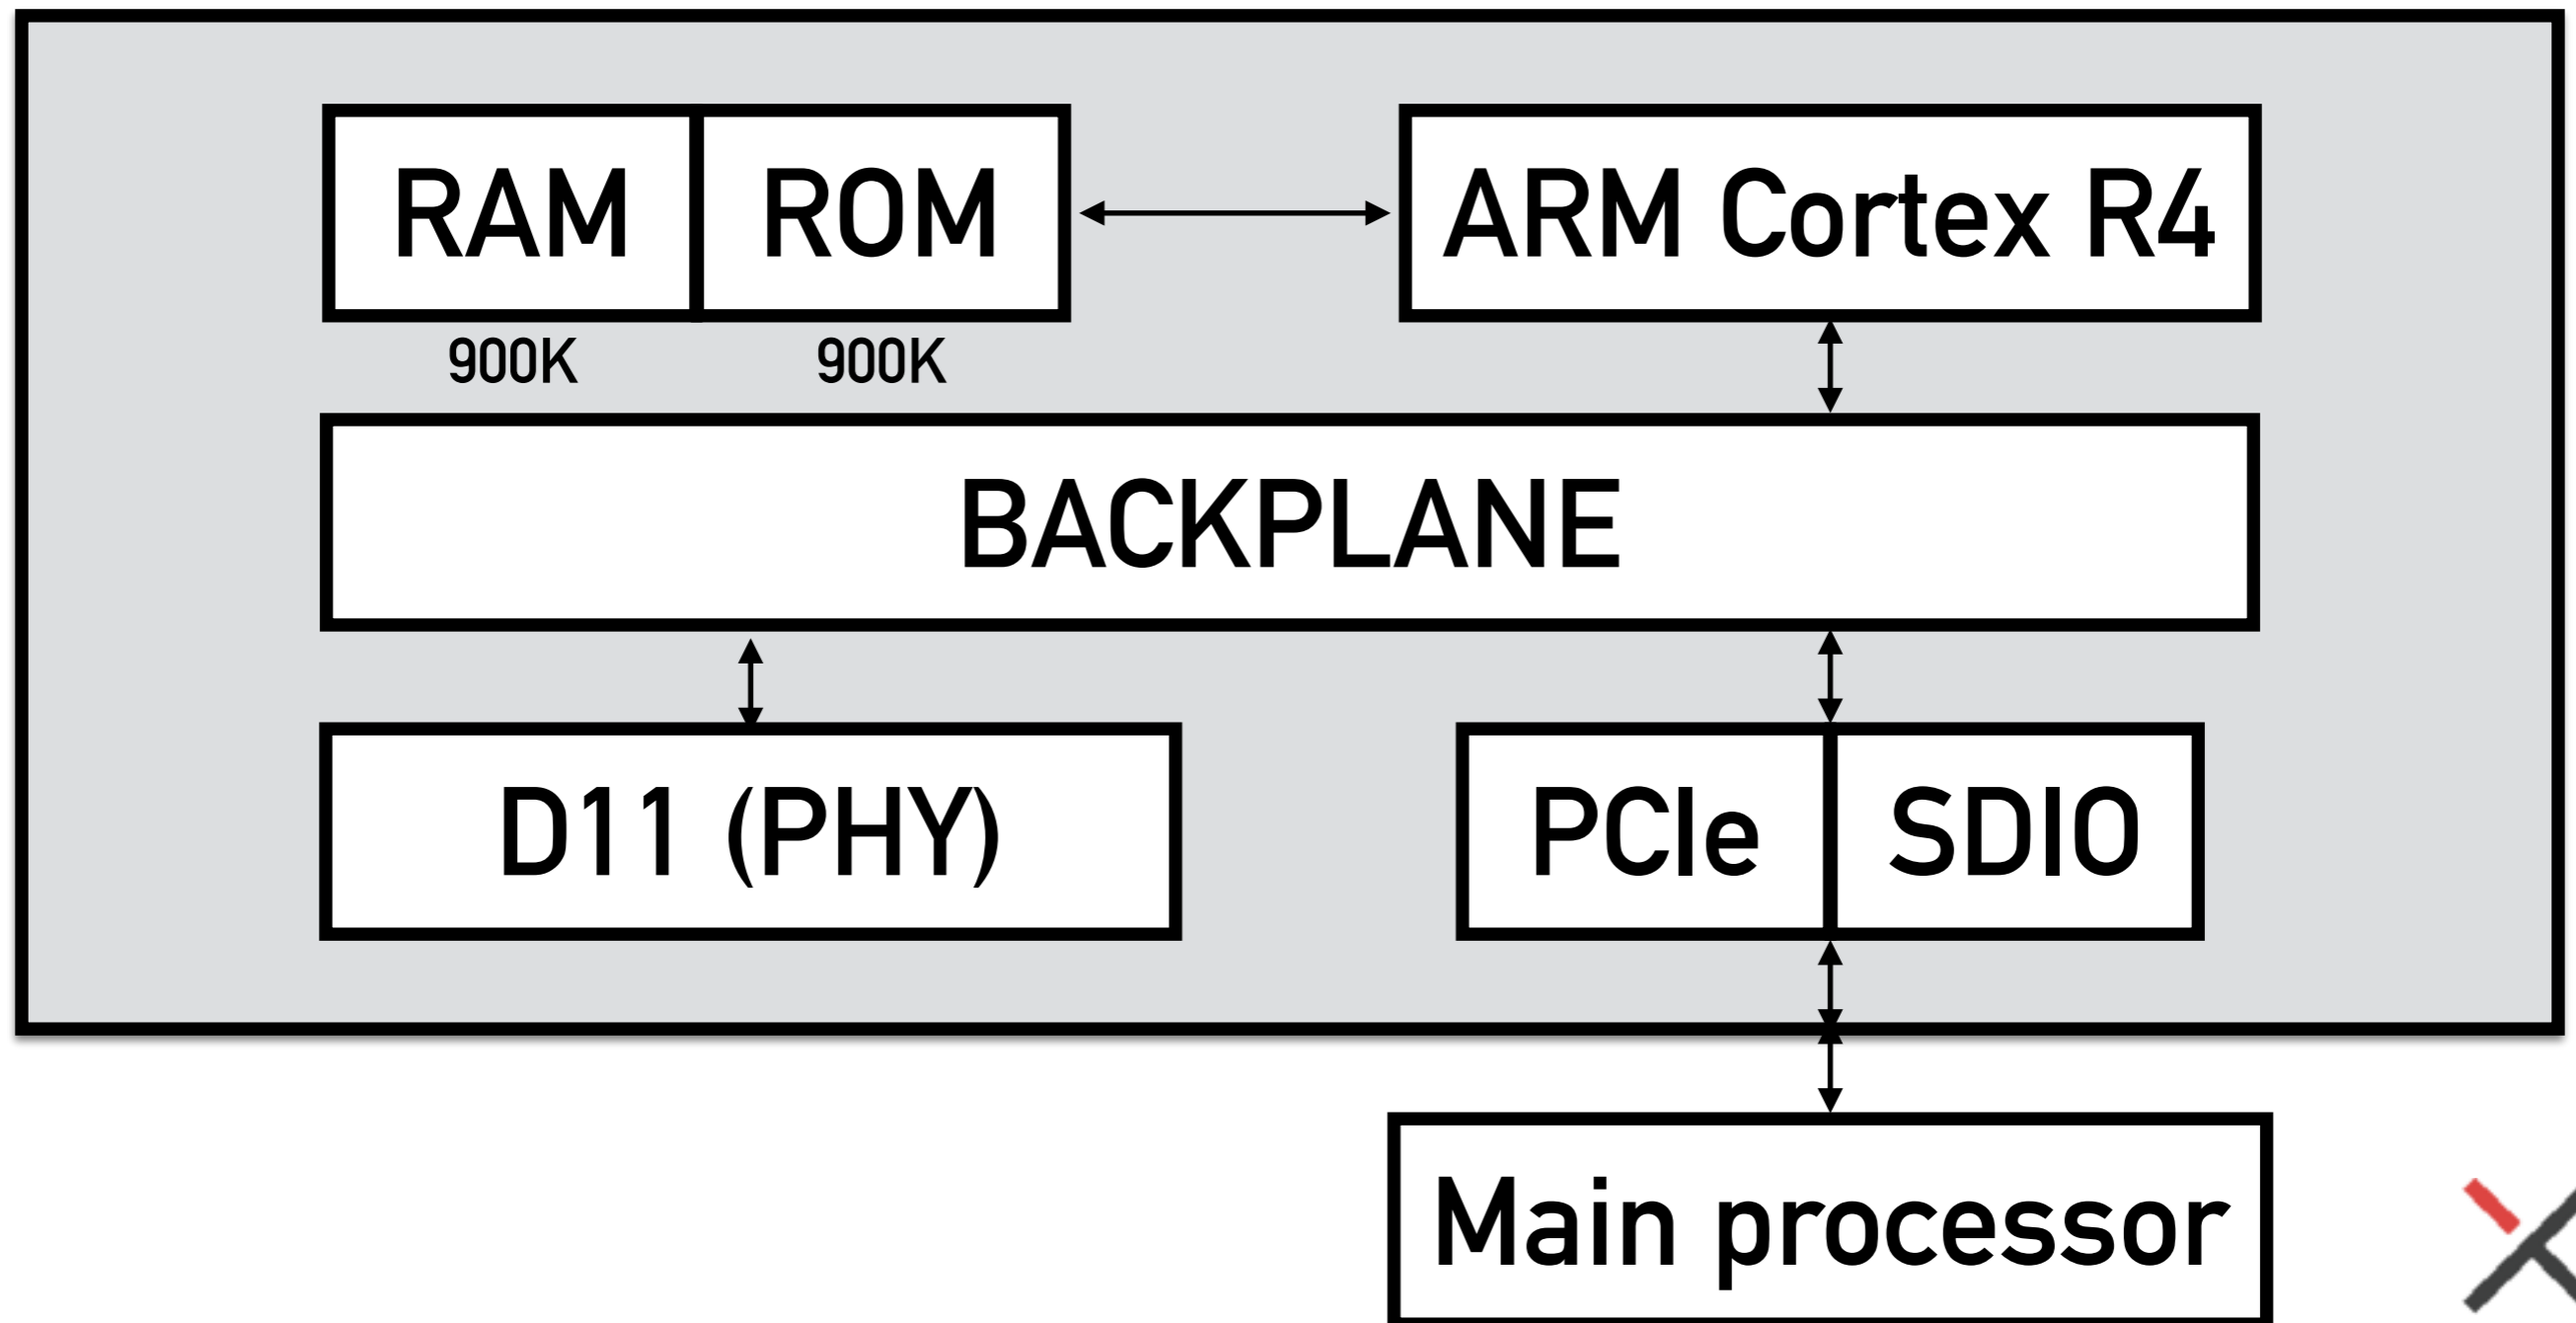 RAM ROM ARM Cortex R4
900K 900K
BACKPLANE
D11 (PHY) PCIe SDIO
Main processor